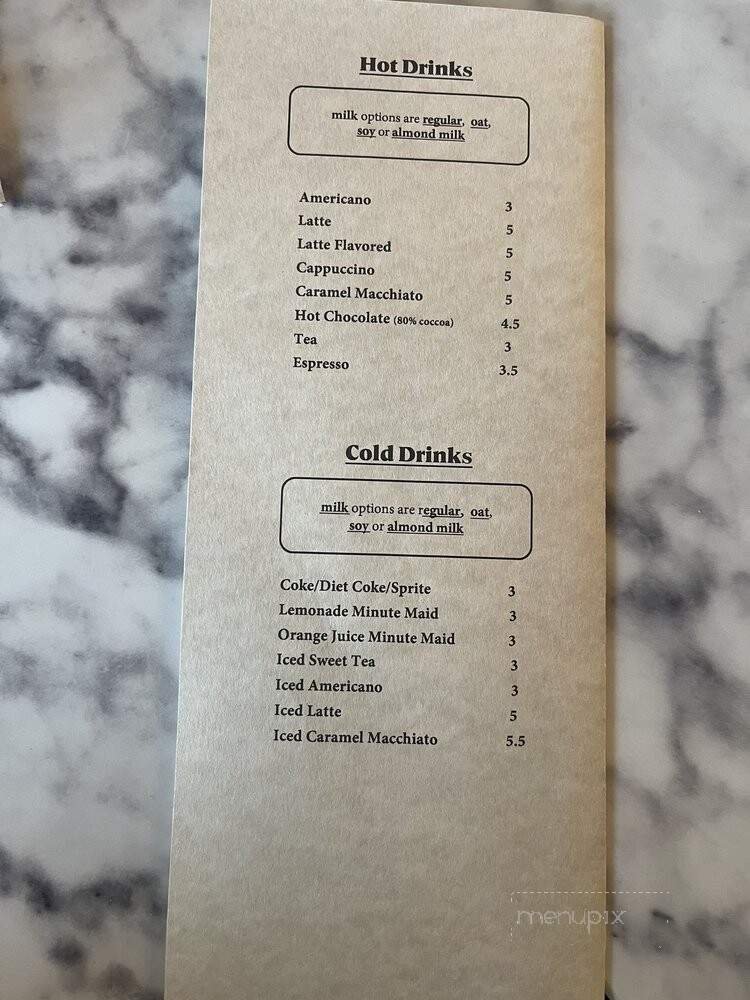 Hot Drinks
milk options are regular, oat,
soy or almond milk
Americano 3
Latte 5
Latte Flavored 5
Cappuccino 5
Caramel Macchiato 5
Hot Chocolate (80% coccoa) 4.5
Tea 3
Espresso 3.5
Cold Drinks
milk options are regular, oat,
soy or almond milk
Coke/Diet Coke/Sprite 3
Lemonade Minute Maid 3
Orange Juice Minute Maid 3
Iced Sweet Tea 3
Iced Americano 3
Iced Latte 5
Iced Caramel Macchiato 5.5
menupix